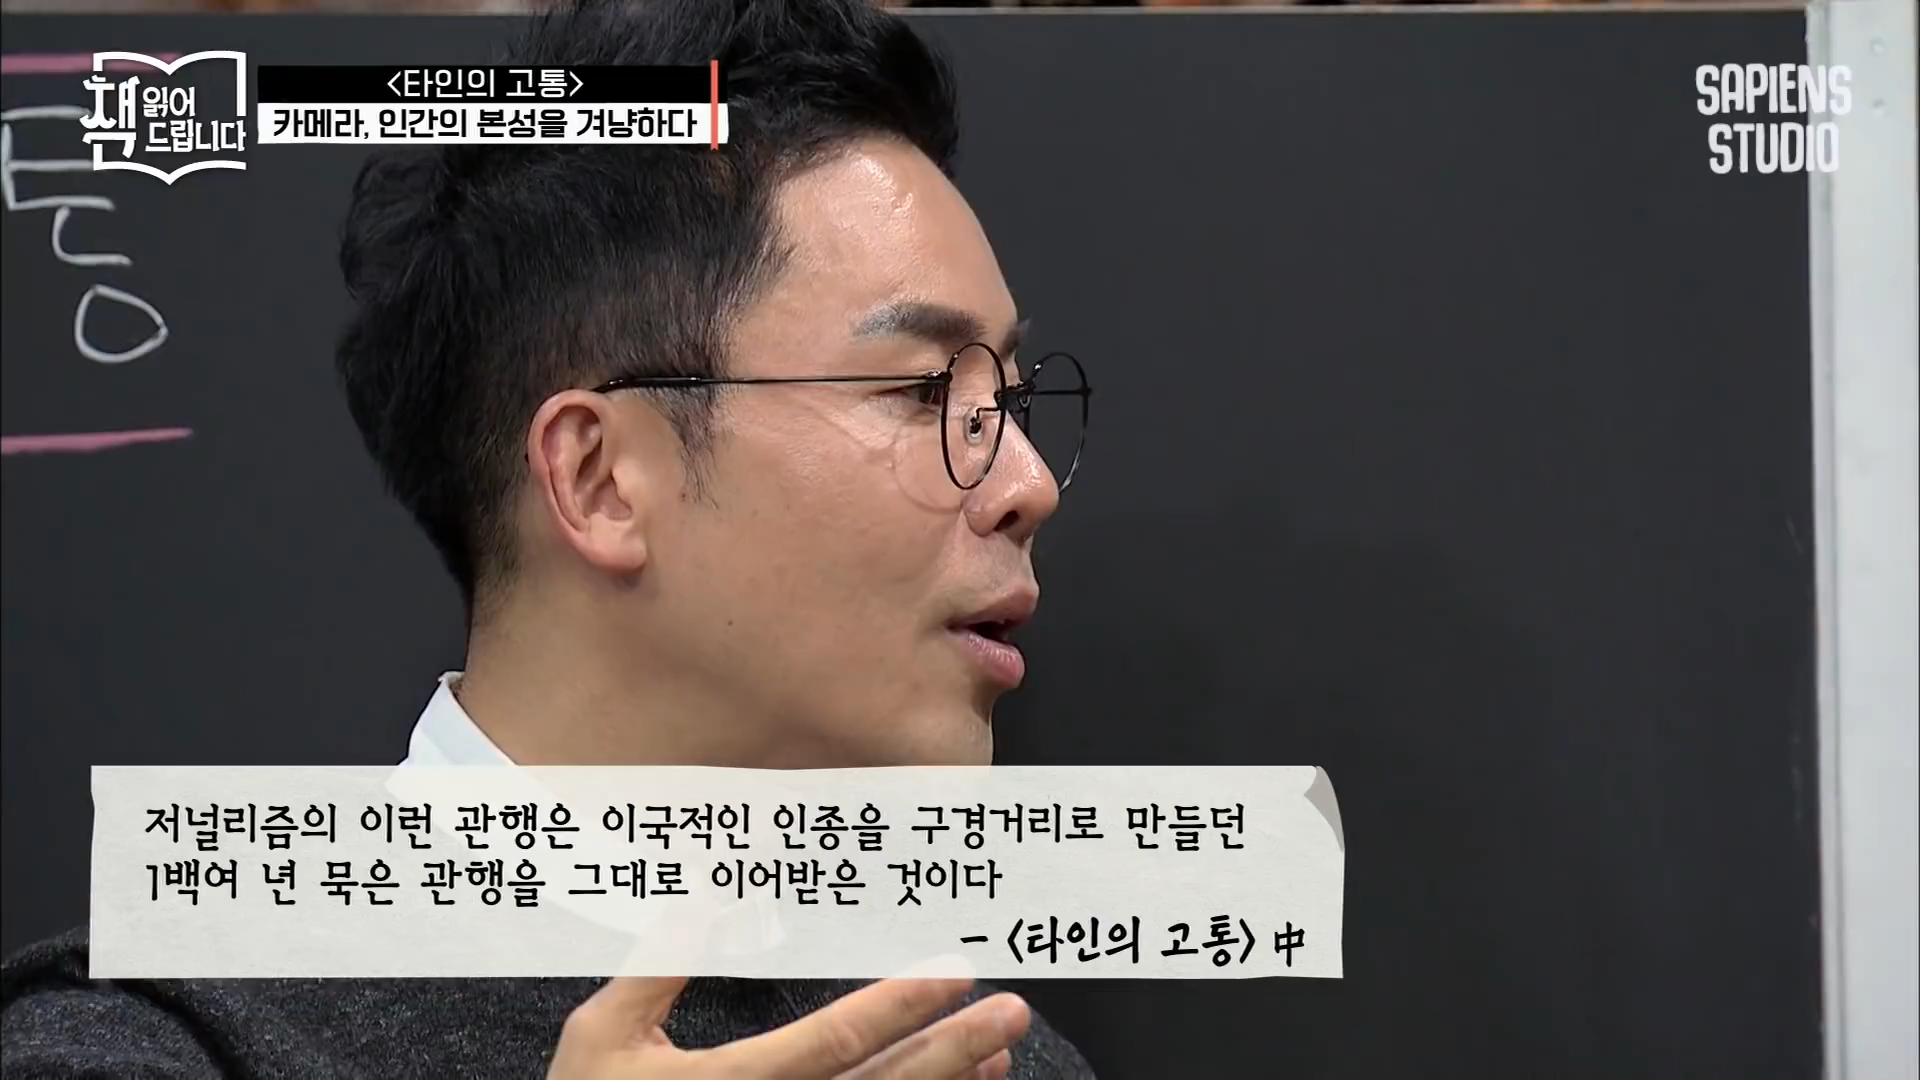 책 읽어
드립니다
<타인의 고통>
카메라, 인간의 본성을 겨냥하다
SAPIENS
STUDIO
통
저널리즘의 이런 관행은 이국적인 인종을 구경거리로 만들던
1백여 년 묵은 관행을 그대로 이어받은 것이다
- <타인의 고통> 中